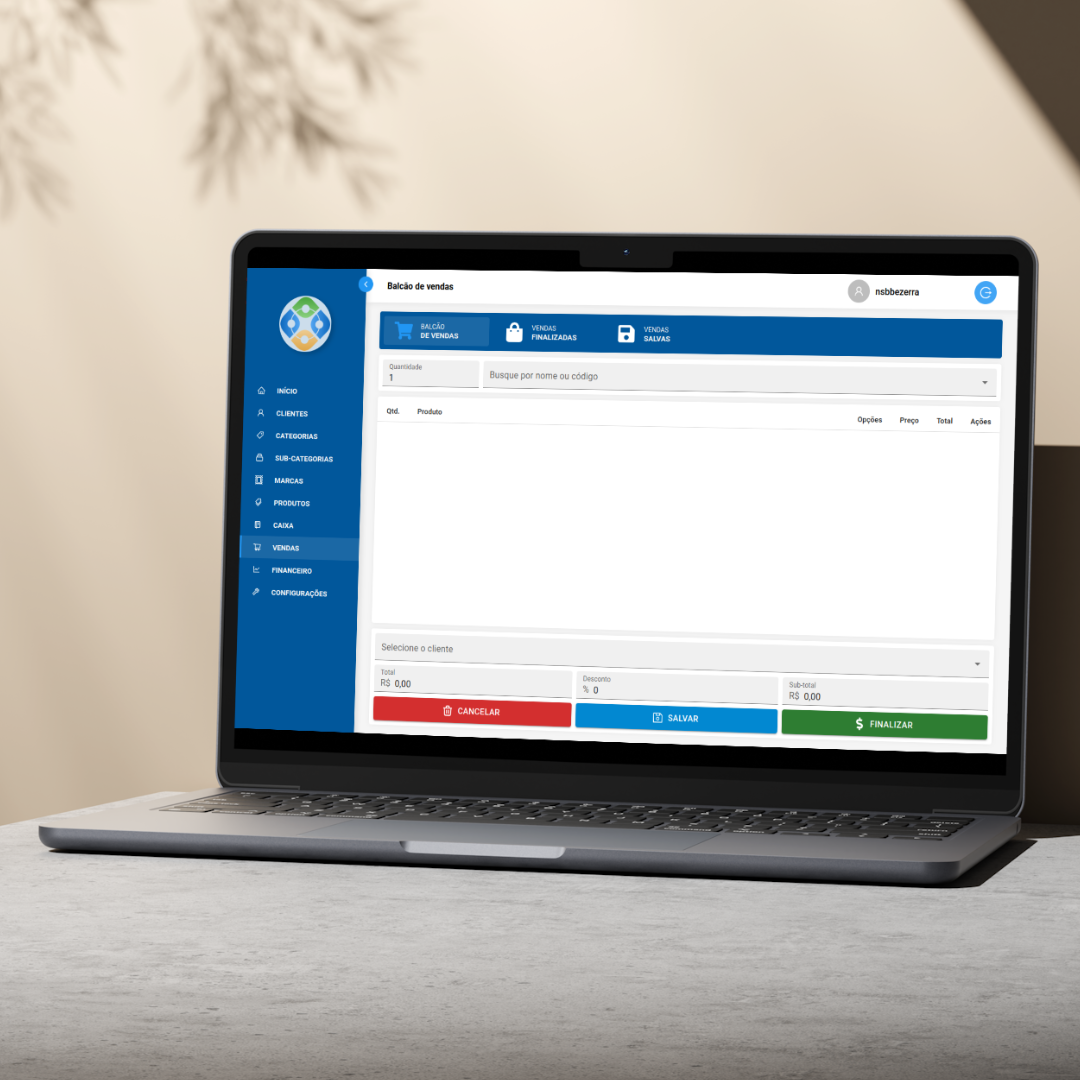 Balcão de vendas
nsbbezerra
BALCÃO
DE VENDAS
VENDAS
FINALIZADAS
VENDAS
SALVAS
Quantidade
1
Busque por nome ou código
Qtd. Produto Opções Preço Total Ações
INÍCIO
CLIENTES
CATEGORIAS
SUB-CATEGORIAS
MARCAS
PRODUTOS
CAIXA
VENDAS
FINANCEIRO
CONFIGURAÇÕES
Selecione o cliente
Total
R$ 0,00
Desconto
% 0
Sub-total
R$ 0,00
CANCELAR
SALVAR
$ FINALIZAR